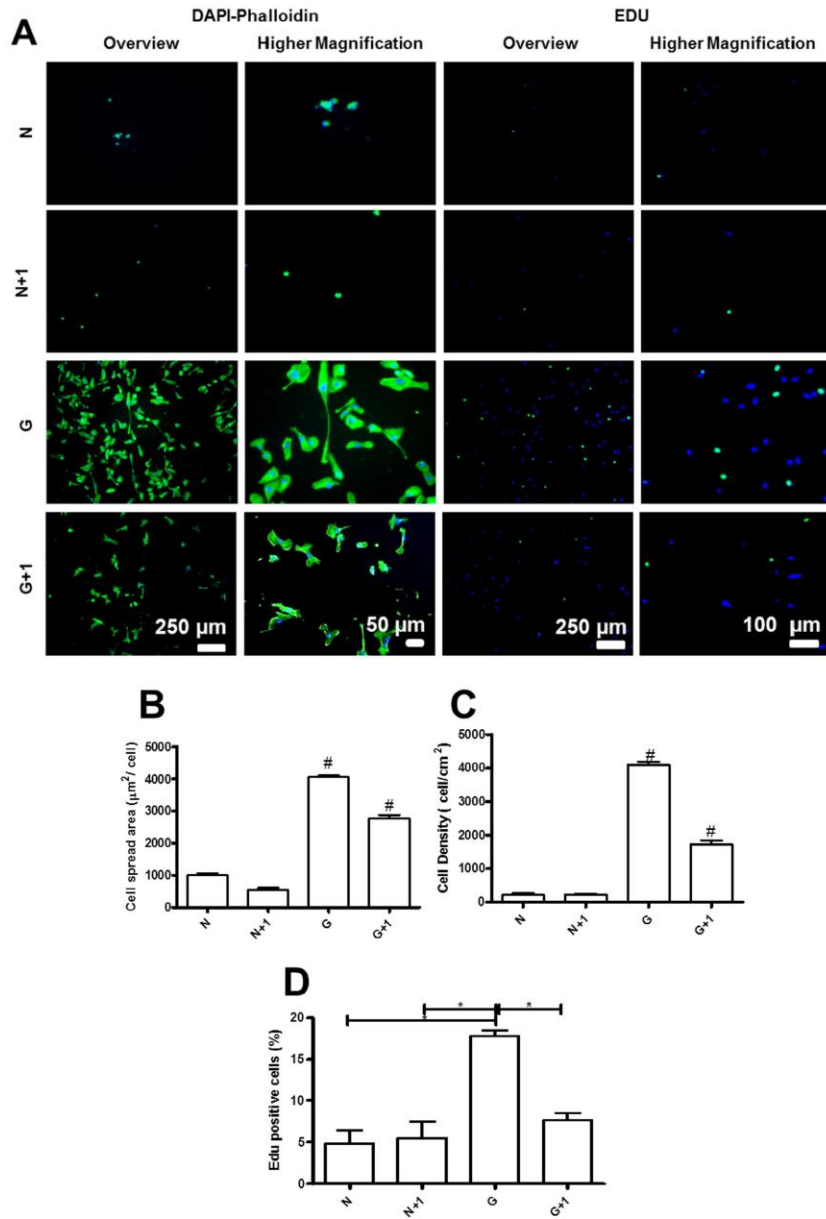 A
DAPI-Phalloidin EDU
Overview Higher Magnification Overview Higher Magnification
N
N+1
G
G+1
250 µm 50 µm 250 µm 100 µm
B
Cell spread area (µm²/ cell)
5000
4000
3000
2000
1000
0
# #
N N+1 G G+1
C
Cell Density ( cell/cm²)
5000
4000
3000
2000
1000
0
# #
N N+1 G G+1
D
Edu positive cells (%)
20
15
10
5
0
* * *
N N+1 G G+1